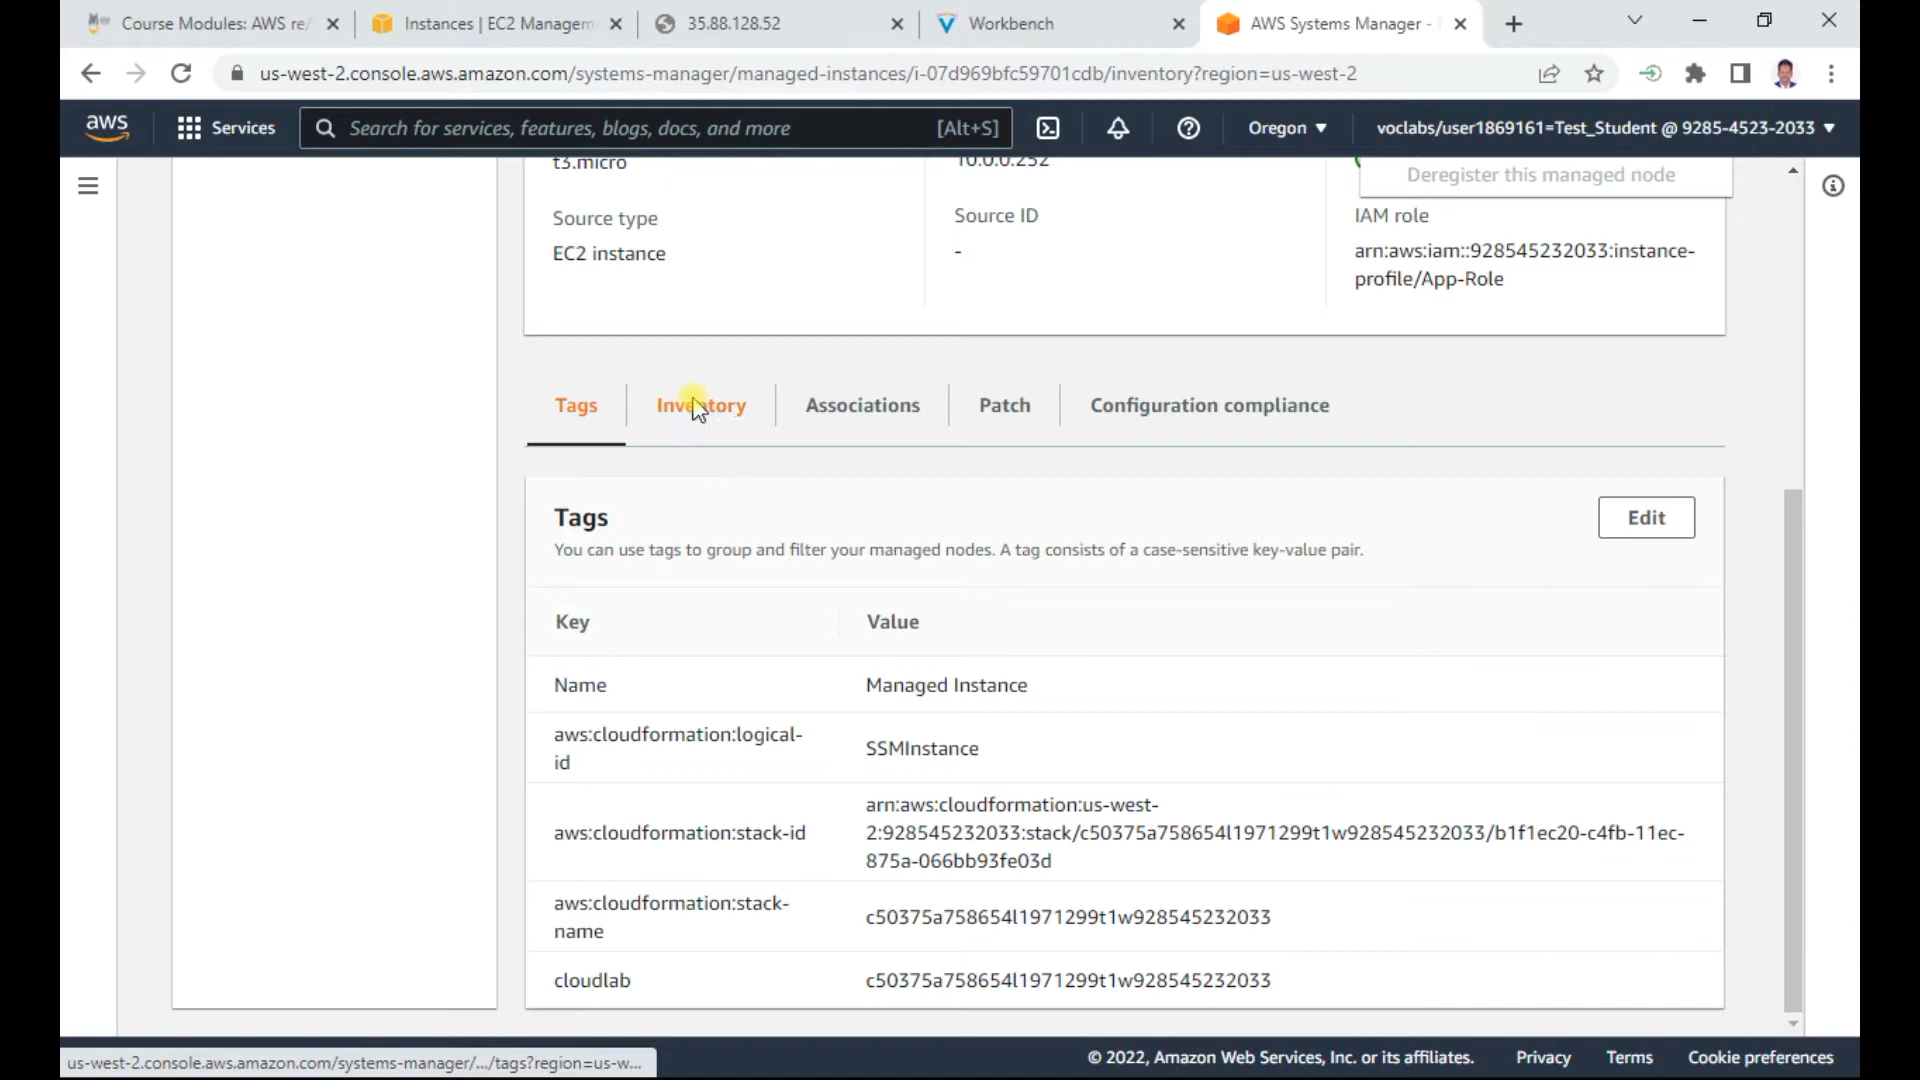 Course Modules: AWS re/
Instances | EC2 Managem
35.88.128.52
Workbench
AWS Systems Manager -
us-west-2.console.aws.amazon.com/systems-manager/managed-instances/i-07d969bfc59701cdb/inventory?region=us-west-2
aws
Services
Search for services, features, blogs, docs, and more
[Alt+S]
Oregon
voclabs/user1869161=Test_Student @ 9285-4523-2033
t3.micro
10.0.0.252
Deregister this managed node
Source type
Source ID
IAM role
EC2 instance
-
arn:aws:iam::928545232033:instance-
profile/App-Role
Tags
Inventory
Associations
Patch
Configuration compliance
Tags
Edit
You can use tags to group and filter your managed nodes. A tag consists of a case-sensitive key-value pair.
Key
Value
Name
Managed Instance
aws:cloudformation:logical-
id
SSMInstance
aws:cloudformation:stack-id
arn:aws:cloudformation:us-west-
2:928545232033:stack/c50375a758654l1971299t1w928545232033/b1f1ec20-c4fb-11ec-
875a-066bb93fe03d
aws:cloudformation:stack-
name
c50375a758654l1971299t1w928545232033
cloudlab
c50375a758654l1971299t1w928545232033
us-west-2.console.aws.amazon.com/systems-manager/.../tags?region=us-w...
© 2022, Amazon Web Services, Inc. or its affiliates.
Privacy
Terms
Cookie preferences